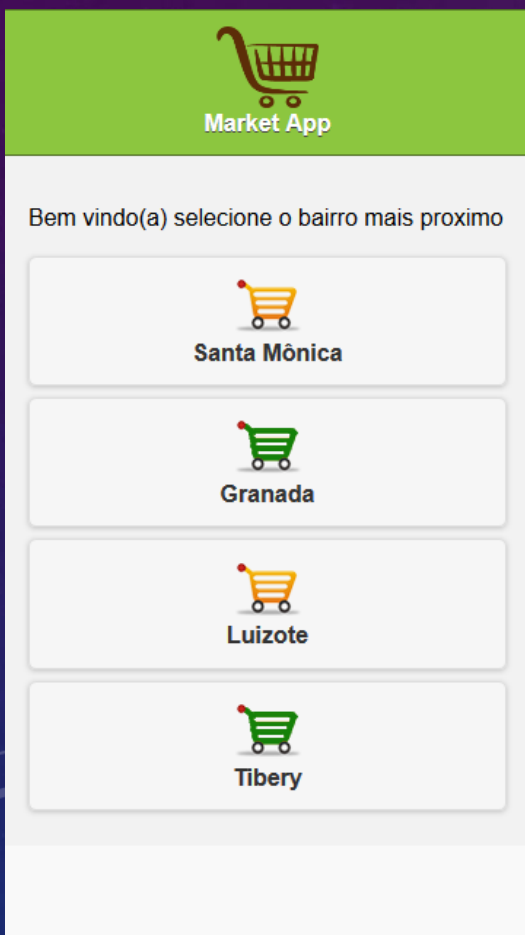 Market App
Bem vindo(a) selecione o bairro mais proximo
Santa Mônica
Granada
Luizote
Tibery